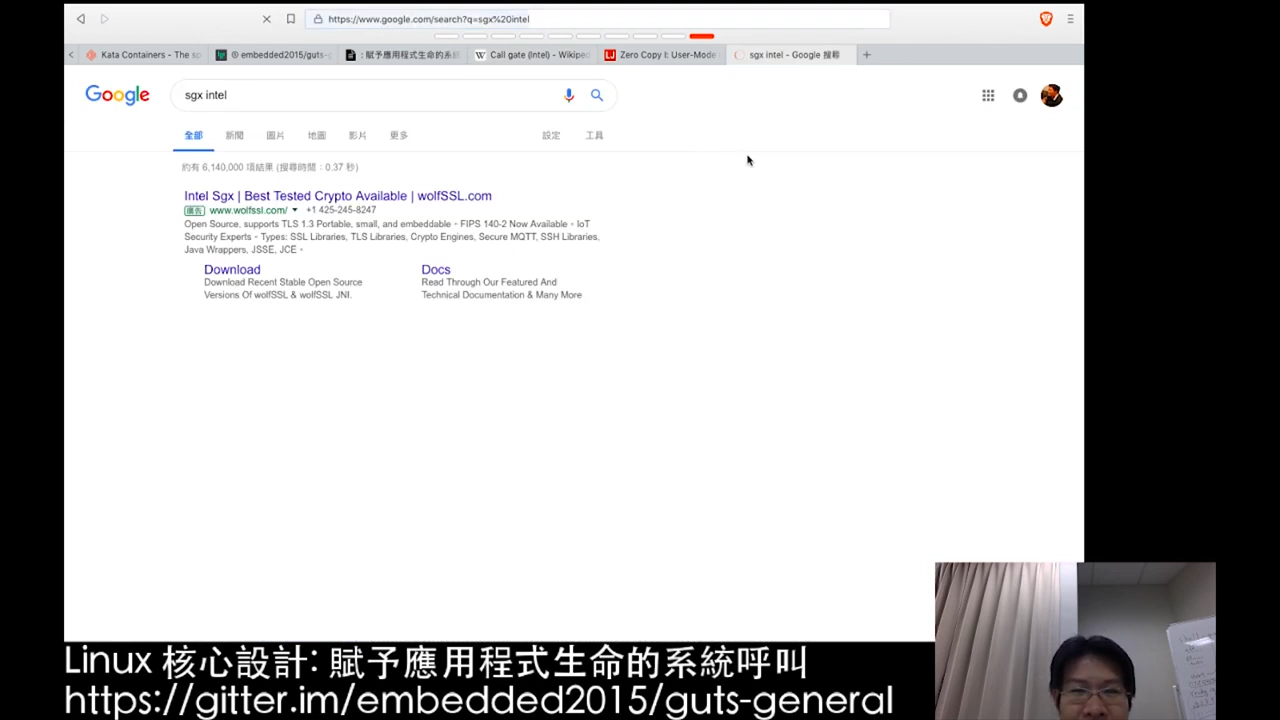 https://www.google.com/search?q=sgx%20intel
Kata Containers - The sp
embedded2015/guts-g
: 賦予應用程式生命的系統
W Call gate (Intel) - Wikiped
Zero Copy I: User-Mode
sgx intel - Google 搜尋
Google
sgx intel
全部 新聞 圖片 地圖 影片 更多 設定 工具
約有 6,140,000 項結果 (搜尋時間：0.37 秒)
Intel Sgx | Best Tested Crypto Available | wolfSSL.com
廣告 www.wolfssl.com/ +1 425-245-8247
Open Source, supports TLS 1.3 Portable, small, and embeddable · FIPS 140-2 Now Available · IoT
Security Experts · Types: SSL Libraries, TLS Libraries, Crypto Engines, Secure MQTT, SSH Libraries,
Java Wrappers, JSSE, JCE ·
Download
Download Recent Stable Open Source
Versions Of wolfSSL & wolfSSL JNI.
Docs
Read Through Our Featured And
Technical Documentation & Many More
Linux 核心設計: 賦予應用程式生命的系統呼叫
https://gitter.im/embedded2015/guts-general